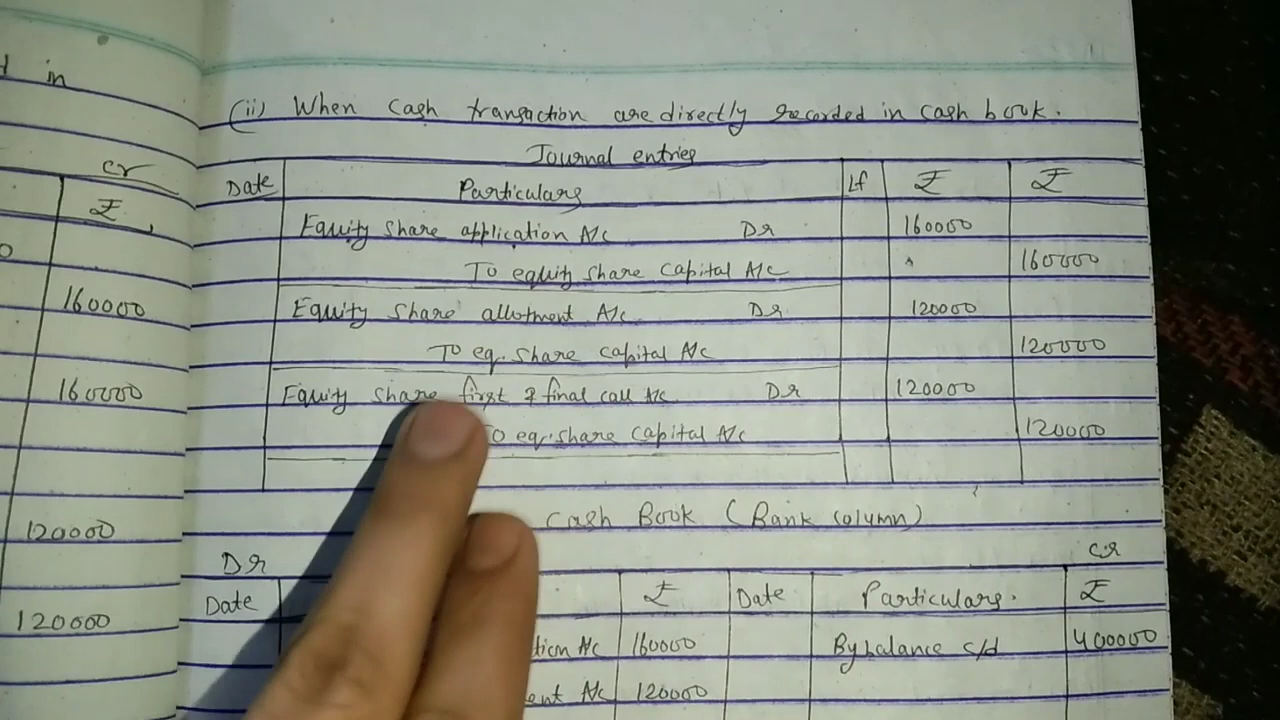 in
cr
₹
160000
160000
120000
120000
(ii) When cash transaction are directly recorded in cash book.
Journal entries
Date Particulars Lf ₹ ₹
Equity share application A/c Dr 160000
To equity share capital A/c 160000
Equity share allotment A/c Dr 120000
To eq. share capital A/c 120000
Equity share first & final call A/c Dr 120000
To eq. share capital A/c 120000
Cash Book (Bank column)
Dr cr
Date ₹ Date Particulars. ₹
A/c 160000 By balance c/d 400000
A/c 120000